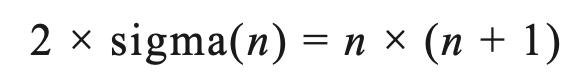 2 × sigma(n) = n × (n + 1)